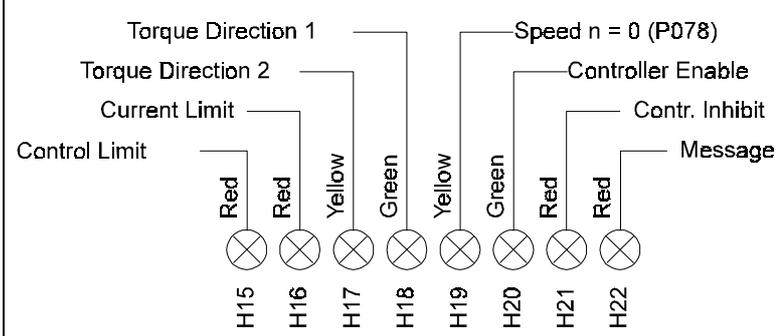 Torque Direction 1
Speed n = 0 (P078)
Torque Direction 2
Controller Enable
Current Limit
Contr. Inhibit
Control Limit
Message
Red
Red
Yellow
Green
Yellow
Green
Red
Red
H15
H16
H17
H18
H19
H20
H21
H22